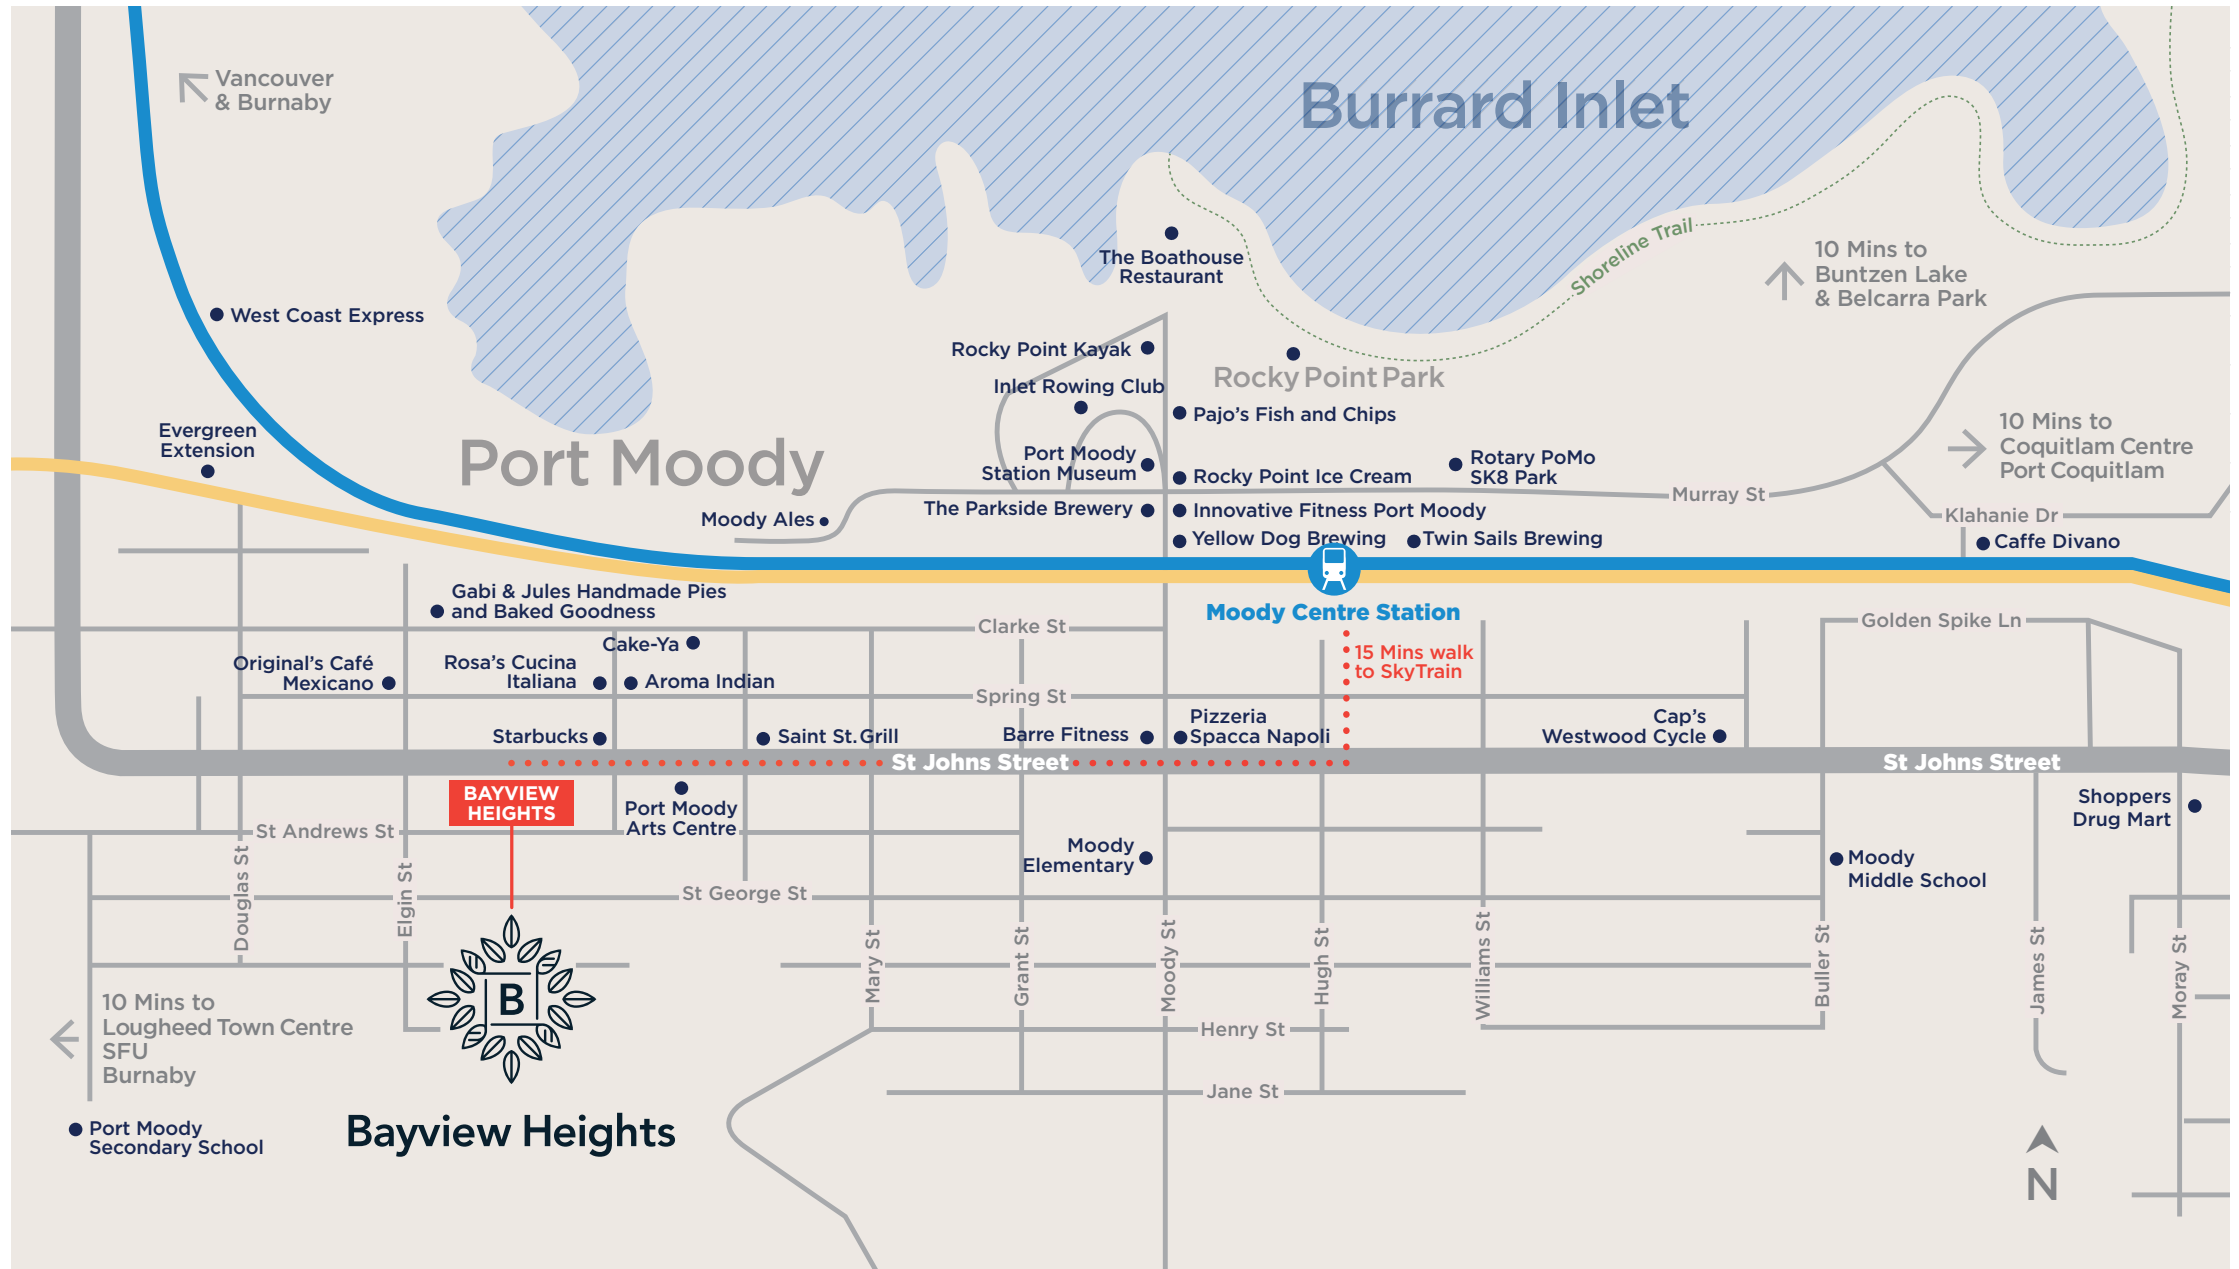 Vancouver
& Burnaby
Burrard Inlet
Shoreline Trail
The Boathouse
Restaurant
10 Mins to
Buntzen Lake
& Belcarra Park
West Coast Express
Rocky Point Kayak
Inlet Rowing Club
Rocky Point Park
Pajo's Fish and Chips
Evergreen
Extension
Port Moody
Port Moody
Station Museum
Rocky Point Ice Cream
Rotary PoMo
SK8 Park
10 Mins to
Coquitlam Centre
Port Coquitlam
Murray St
Moody Ales
The Parkside Brewery
Innovative Fitness Port Moody
Klahanie Dr
Yellow Dog Brewing
Twin Sails Brewing
Caffe Divano
Gabi & Jules Handmade Pies
and Baked Goodness
Moody Centre Station
Clarke St
Golden Spike Ln
Cake-Ya
Original's Café
Mexicano
Rosa's Cucina
Italiana
Aroma Indian
15 Mins walk
to SkyTrain
Spring St
Starbucks
Saint St. Grill
Barre Fitness
Pizzeria
Spacca Napoli
Cap's
Westwood Cycle
St Johns Street
St Johns Street
BAYVIEW
HEIGHTS
Port Moody
Arts Centre
Shoppers
Drug Mart
St Andrews St
Moody
Elementary
Moody
Middle School
St George St
Douglas St
Elgin St
Mary St
Grant St
Moody St
Hugh St
Williams St
Buller St
James St
Moray St
B
10 Mins to
Lougheed Town Centre
SFU
Burnaby
Henry St
Jane St
Port Moody
Secondary School
Bayview Heights
N